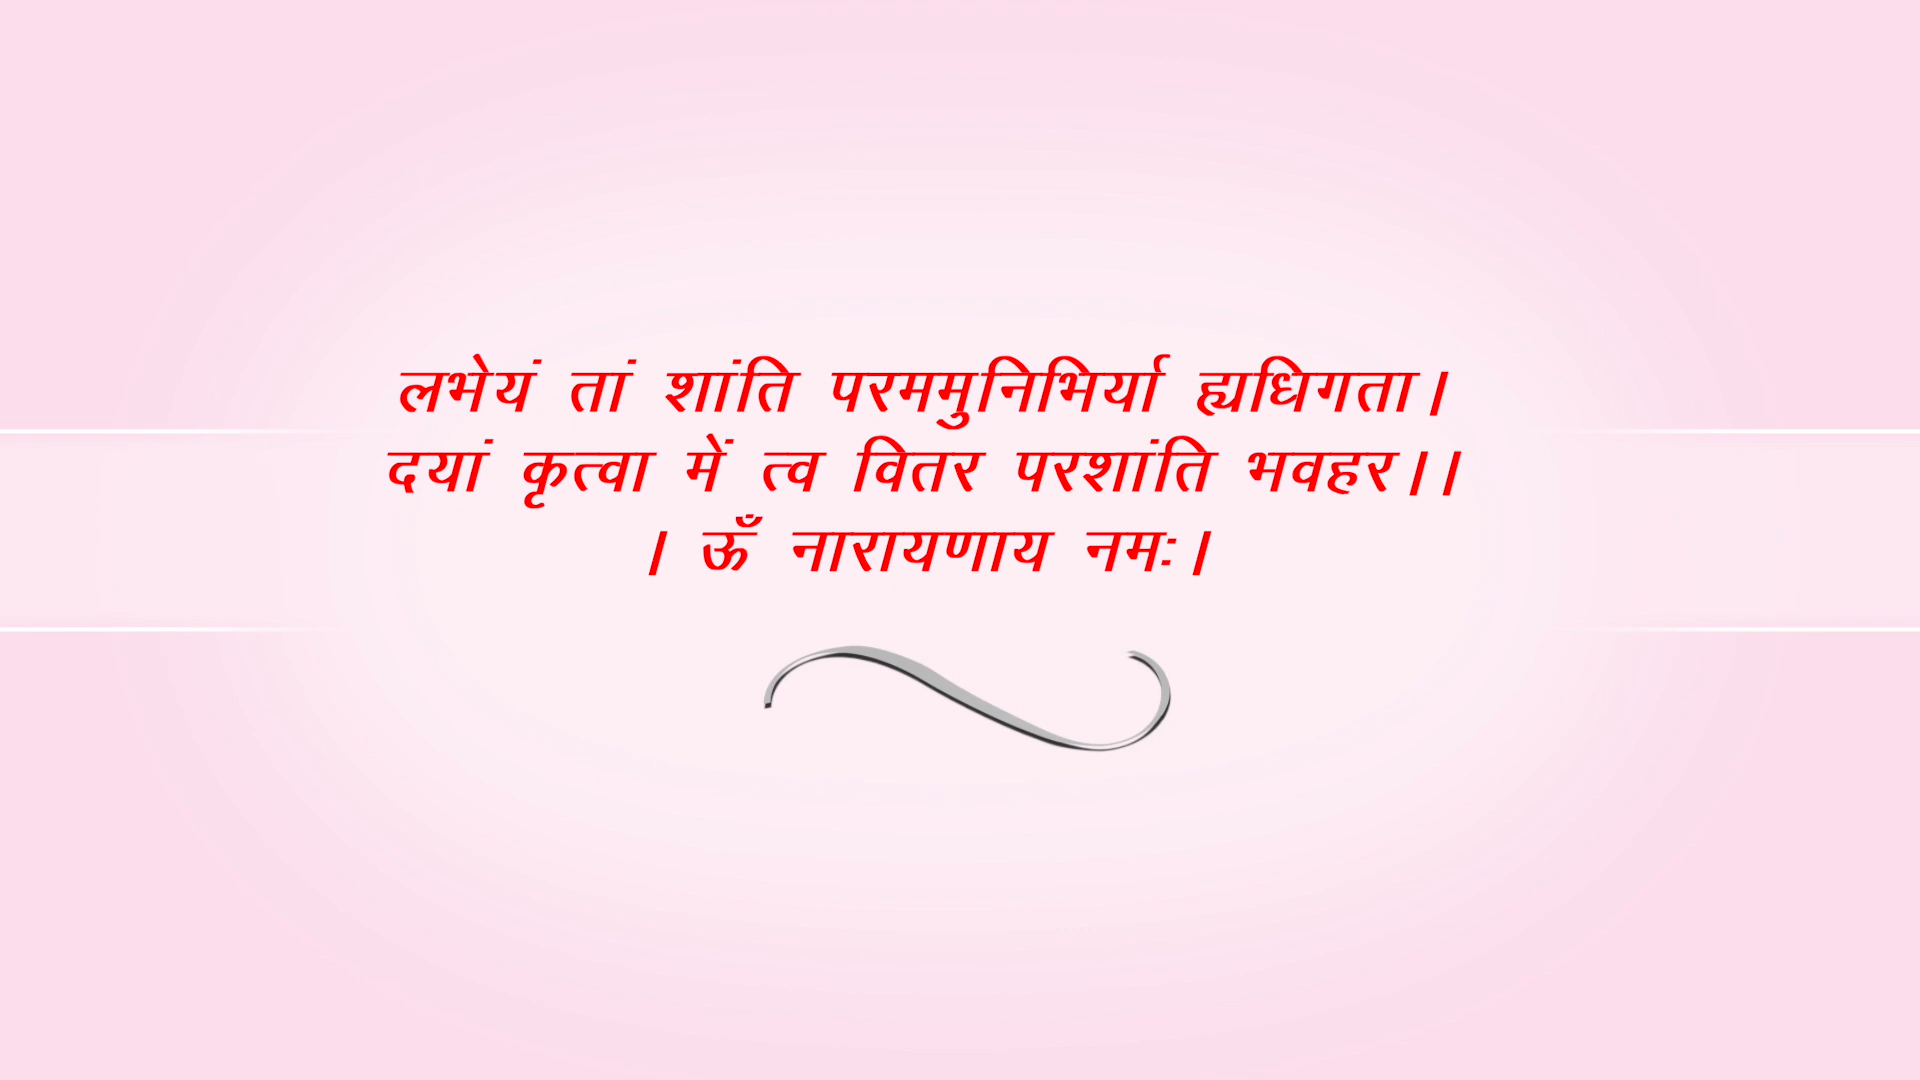 लभेयं तां शांति परममुनिभिर्या ह्यधिगता।
दयां कृत्वा में त्व वितर परशांति भवहर।।
। ऊँ नारायणाय नमः।